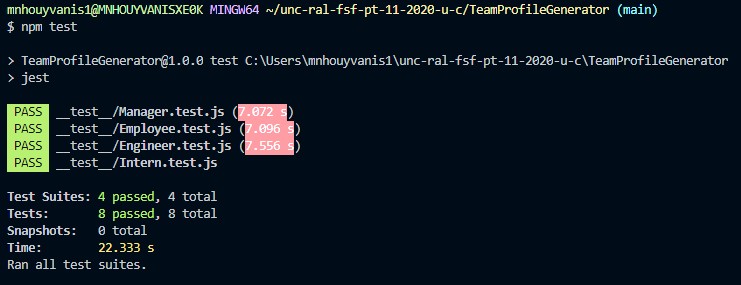 mnhouyvanis1@MNHOUYVANISXE0K MINGW64 ~/unc-ral-fsf-pt-11-2020-u-c/TeamProfileGenerator (main)
$ npm test
> TeamProfileGenerator@1.0.0 test C:\Users\mnhouyvanis1\unc-ral-fsf-pt-11-2020-u-c\TeamProfileGenerator
> jest
PASS __test__/Manager.test.js (7.072 s)
PASS __test__/Employee.test.js (7.096 s)
PASS __test__/Engineer.test.js (7.556 s)
PASS __test__/Intern.test.js
Test Suites: 4 passed, 4 total
Tests: 8 passed, 8 total
Snapshots: 0 total
Time: 22.333 s
Ran all test suites.